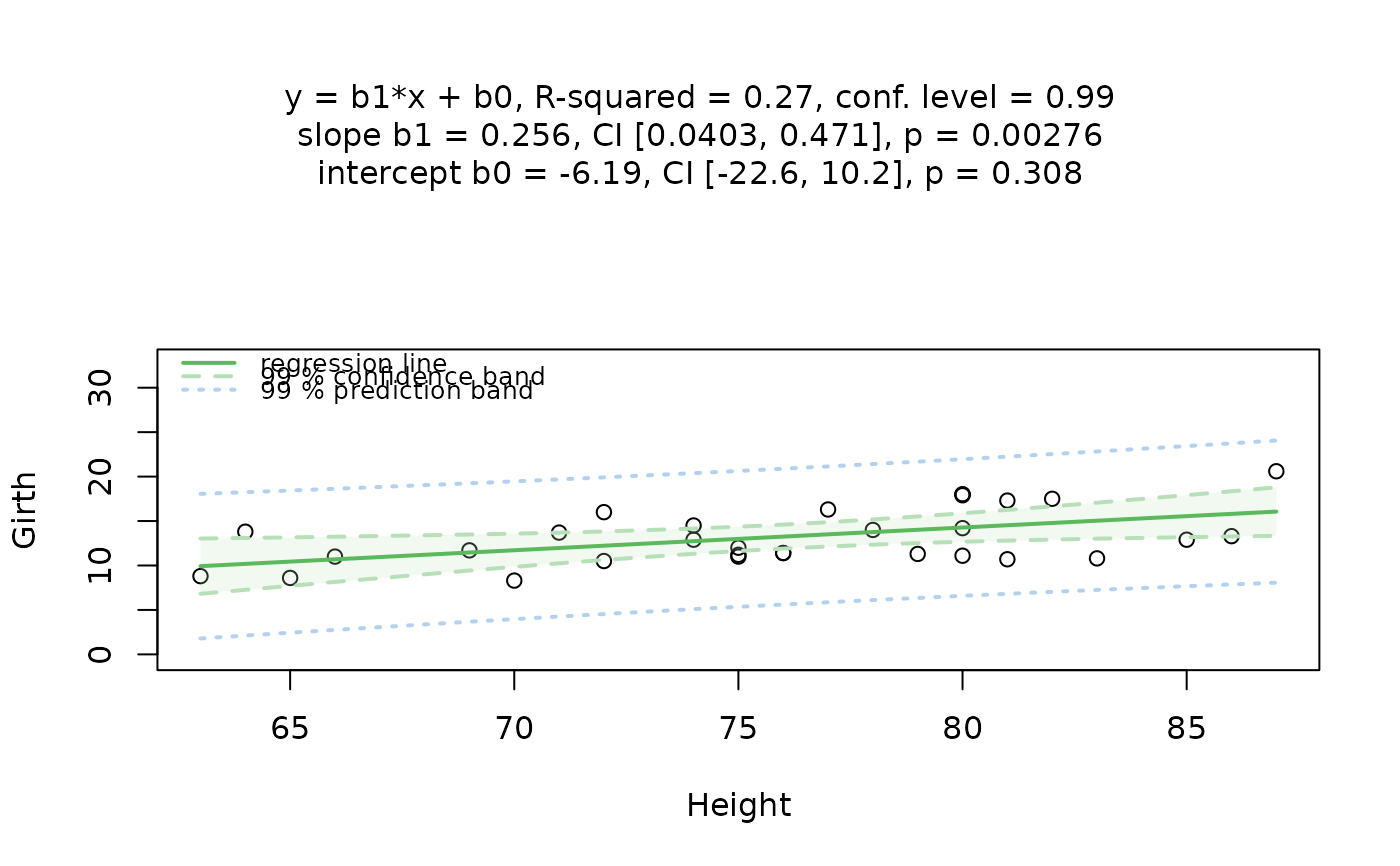 y = b1*x + b0, R-squared = 0.27, conf. level = 0.99
slope b1 = 0.256, CI [0.0403, 0.471], p = 0.00276
intercept b0 = -6.19, CI [-22.6, 10.2], p = 0.308
regression line
99 % confidence band
99 % prediction band
Girth
30
20
10
0
65 70 75 80 85
Height